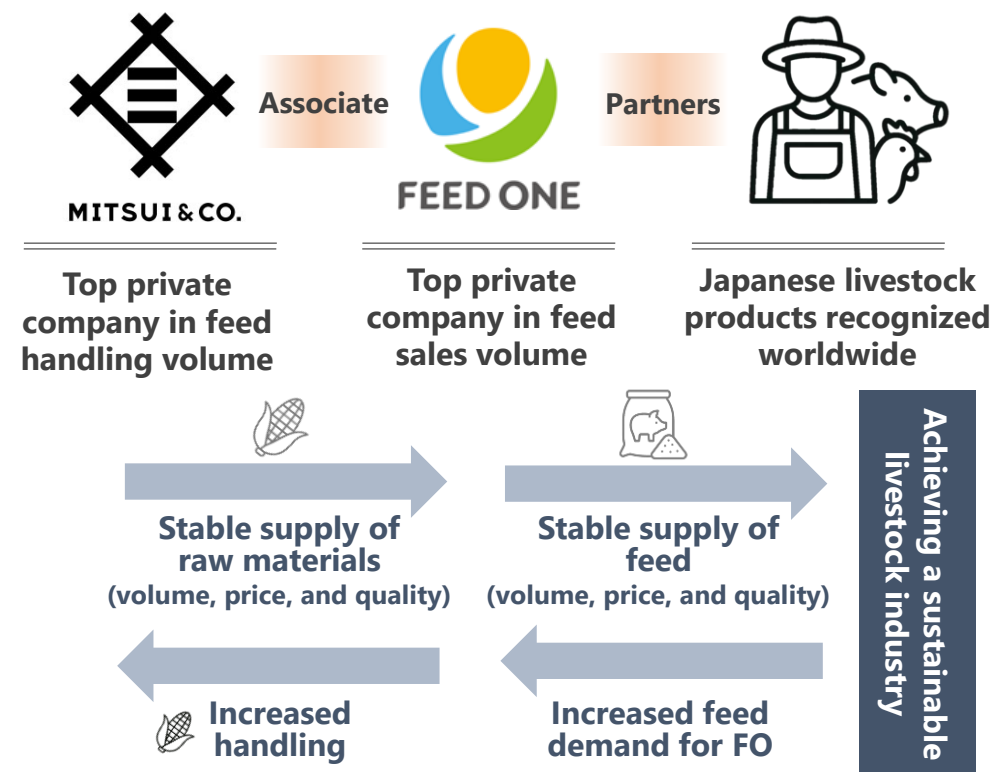 MITSUI & CO.
Associate
FEED ONE
Partners
Top private
company in feed
handling volume
Top private
company in feed
sales volume
Japanese livestock
products recognized
worldwide
Stable supply of
raw materials
(volume, price, and quality)
Stable supply of
feed
(volume, price, and quality)
Increased
handling
Increased feed
demand for FO
Achieving a sustainable
livestock industry